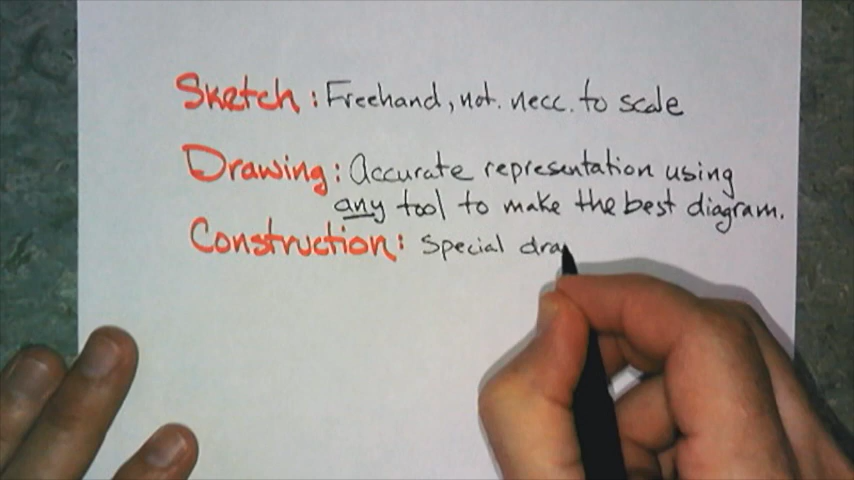 Sketch: Freehand, not. necc. to scale
Drawing: Accurate representation using
any tool to make the best diagram.
Construction: Special dra